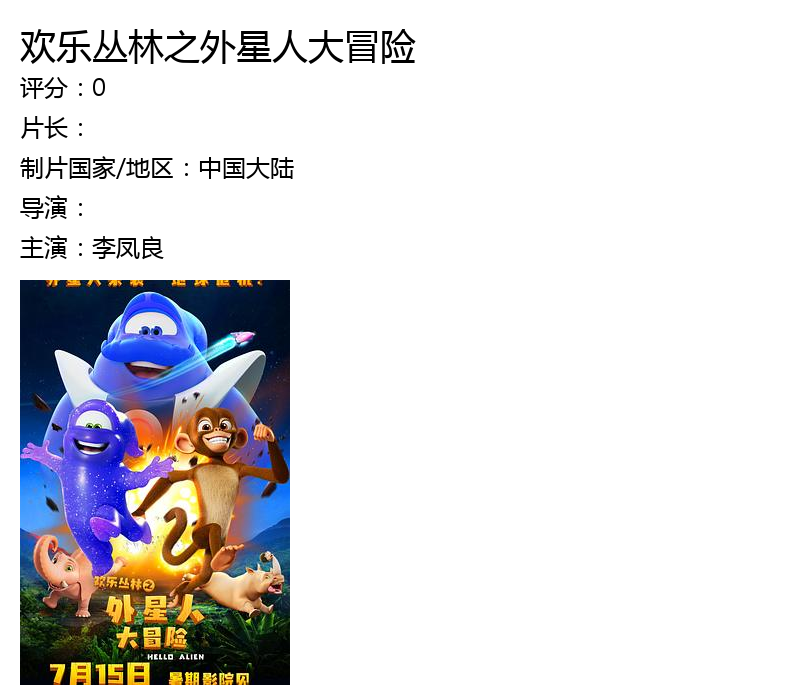 欢乐丛林之外星人大冒险
评分：0
片长：
制片国家/地区：中国大陆
导演：
主演：李凤良
欢乐丛林之
外星人
大冒险
HELLO ALIEN
7月15日 暑期影院见